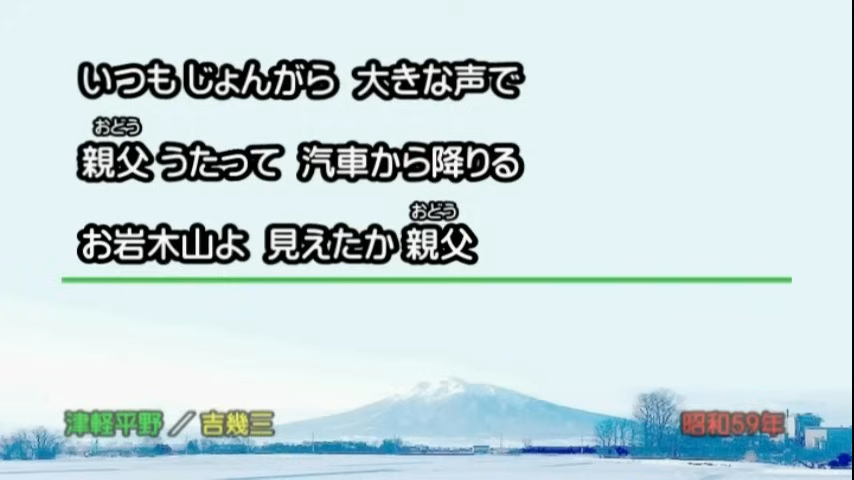 いつも じょんがら 大きな声で
おどう
親父 うたって 汽車から降りる
おどう
お岩木山よ 見えたか 親父
津軽平野 / 吉幾三 昭和59年